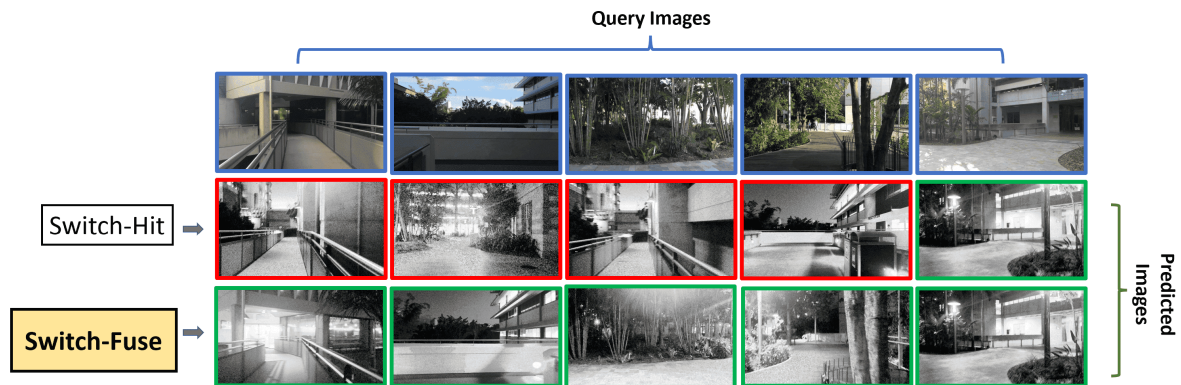 Query Images
Switch-Hit
Switch-Fuse
Predicted
Images